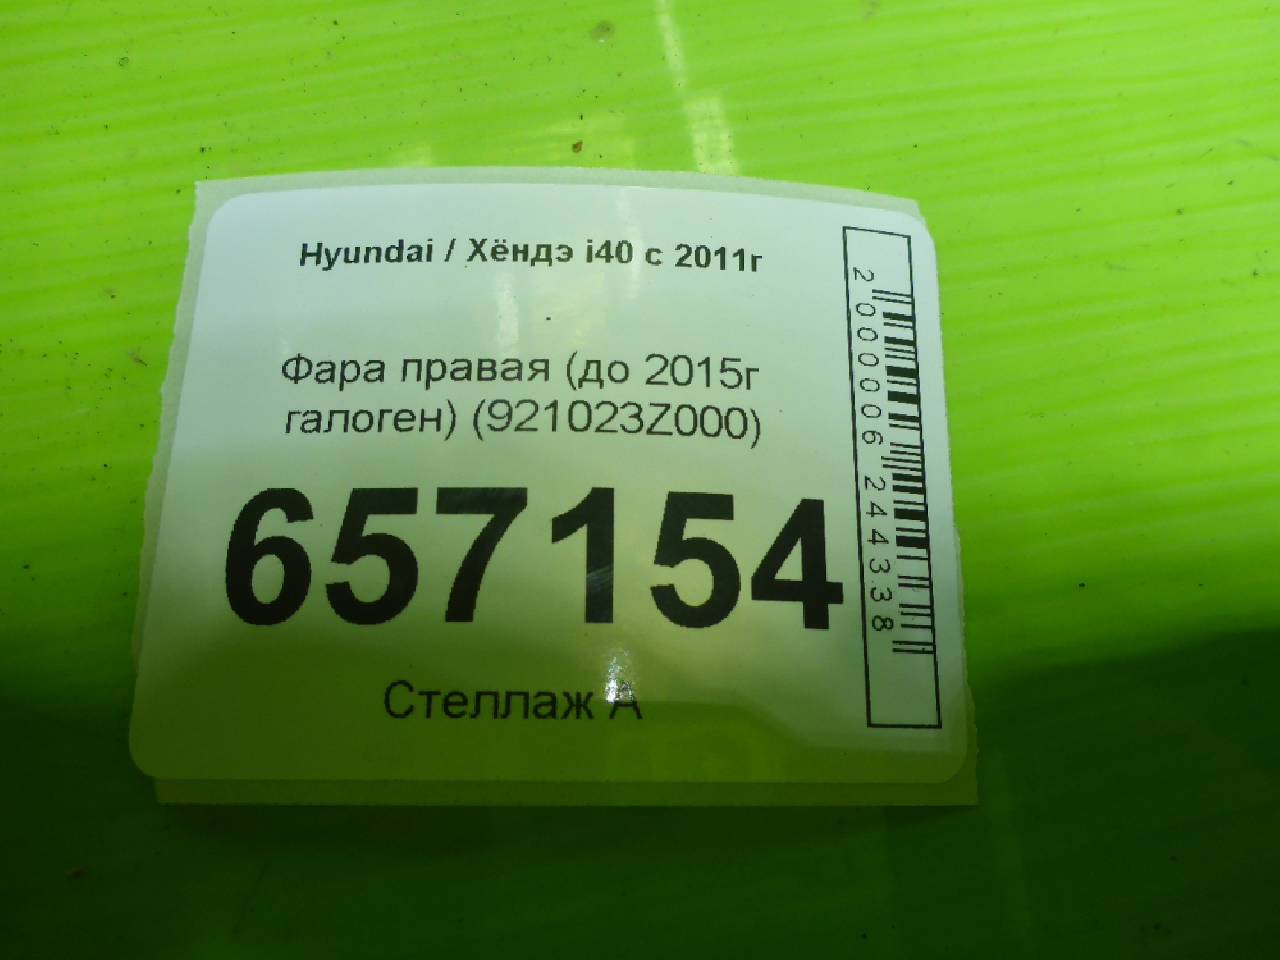 Hyundai / Хёндэ i40 с 2011г
Фара правая (до 2015г
галоген) (921023Z000)
657154
Стеллаж А
2000006244338